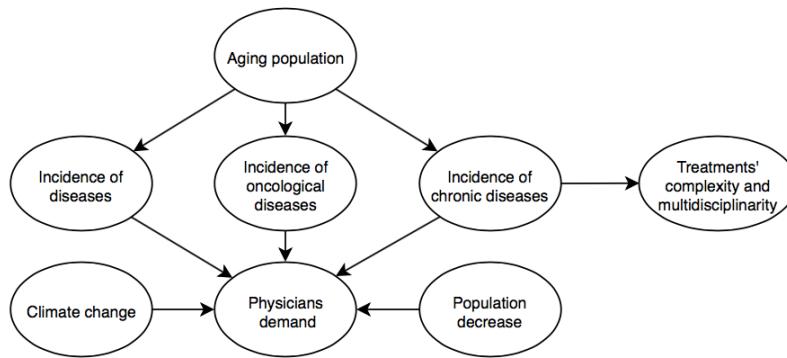 Aging population
Incidence of
diseases
Incidence of
oncological
diseases
Incidence of
chronic diseases
Treatments'
complexity and
multidisciplinarity
Climate change
Physicians
demand
Population
decrease